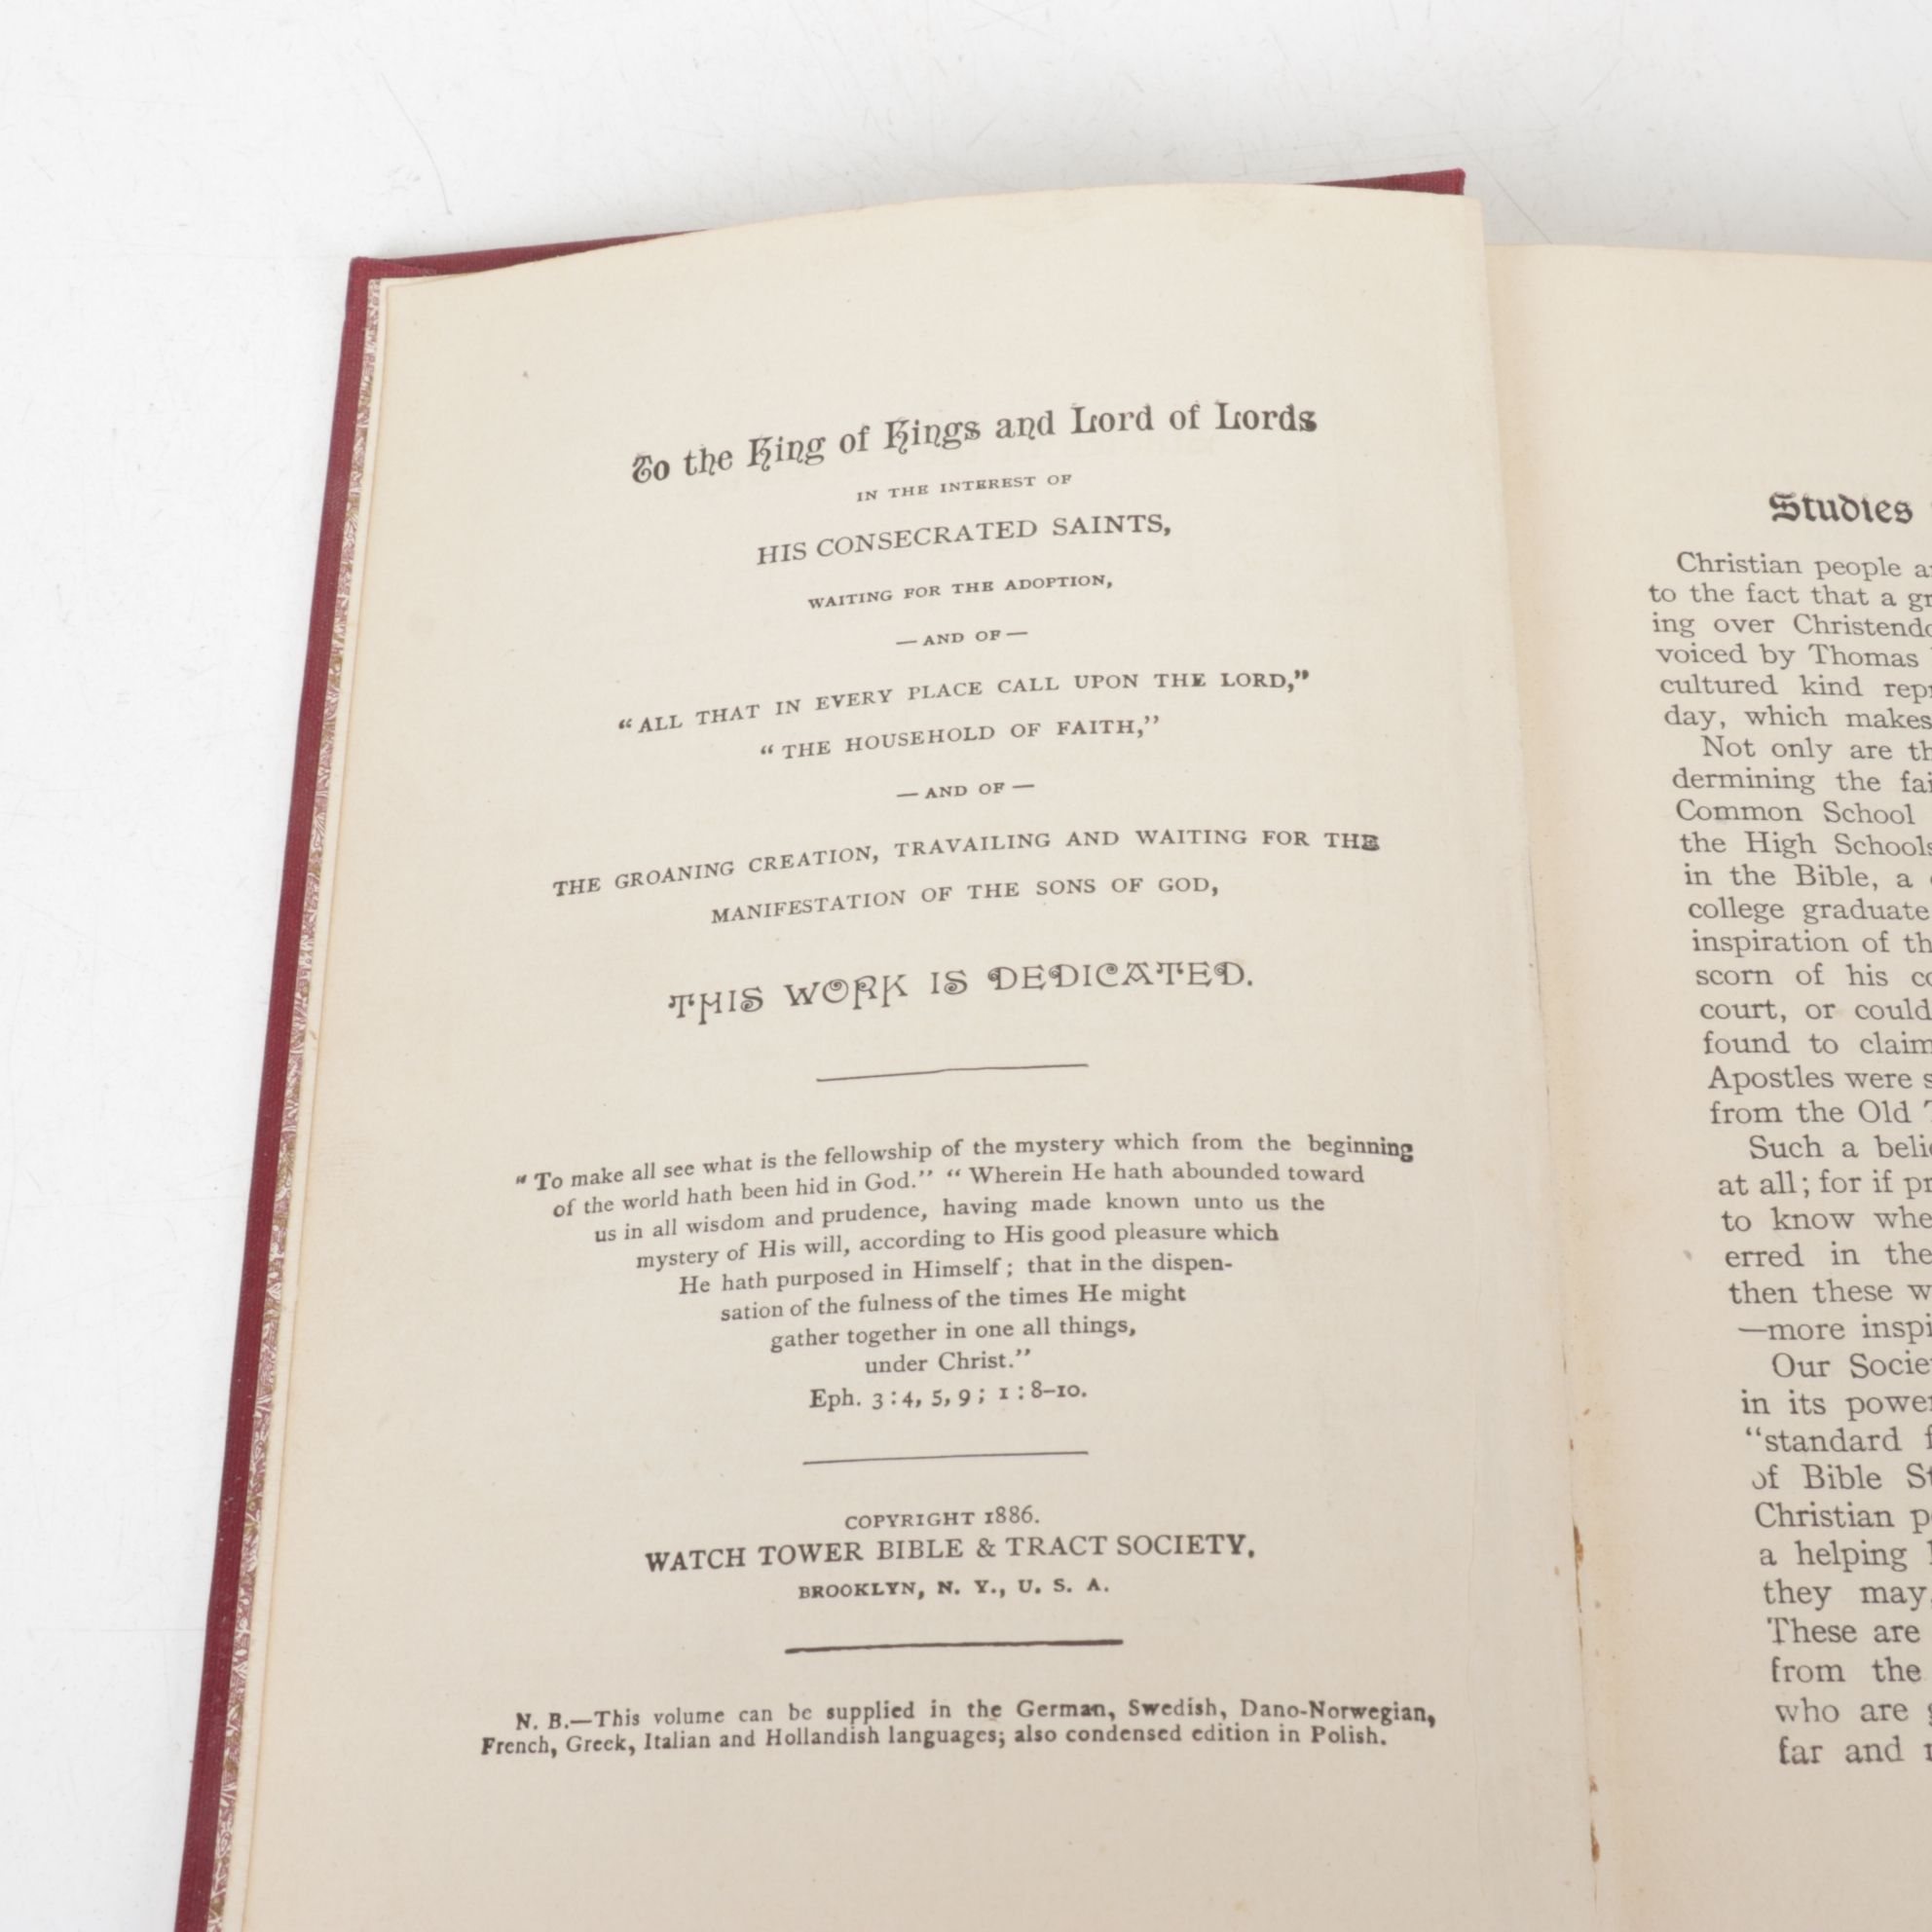 To the King of Kings and Lord of Lords
IN THE INTEREST OF
HIS CONSECRATED SAINTS,
WAITING FOR THE ADOPTION,
— AND OF —
“ALL THAT IN EVERY PLACE CALL UPON THE LORD,”
“THE HOUSEHOLD OF FAITH,”
— AND OF —
THE GROANING CREATION, TRAVAILING AND WAITING FOR THE
MANIFESTATION OF THE SONS OF GOD,
THIS WORK IS DEDICATED.
“To make all see what is the fellowship of the mystery which from the beginning
of the world hath been hid in God.” “Wherein He hath abounded toward
us in all wisdom and prudence, having made known unto us the
mystery of His will, according to His good pleasure which
He hath purposed in Himself; that in the dispen-
sation of the fulness of the times He might
gather together in one all things,
under Christ.”
Eph. 3:4, 5, 9; 1:8–10.
COPYRIGHT 1886.
WATCH TOWER BIBLE & TRACT SOCIETY.
BROOKLYN, N. Y., U. S. A.
N. B.—This volume can be supplied in the German, Swedish, Dano-Norwegian,
French, Greek, Italian and Hollandish languages; also condensed edition in Polish.
Studies
Christian people
to the fact that a
ing over Christendo
voiced by Thomas
cultured kind
day, which makes
Not only are
dermining the
Common School
the High Schools
in the Bible, a
college graduate
inspiration of
scorn of his
court, or could
found to claim
Apostles were
from the Old
Such a
at all; for if
to know
erred in the
then these
—more
Our
in its
“standard
of Bible
Christian
a helping
they may,
These are
from the
who are
far and